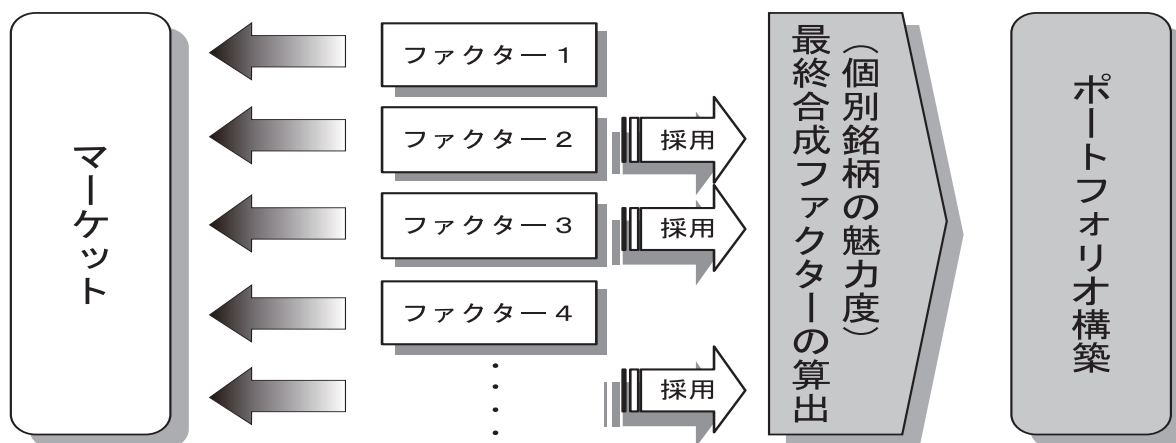 マーケット
ファクター1
ファクター2
採用
ファクター3
採用
ファクター4
採用
(個別銘柄の魅力度)
最終合成ファクターの算出
ポートフォリオ構築